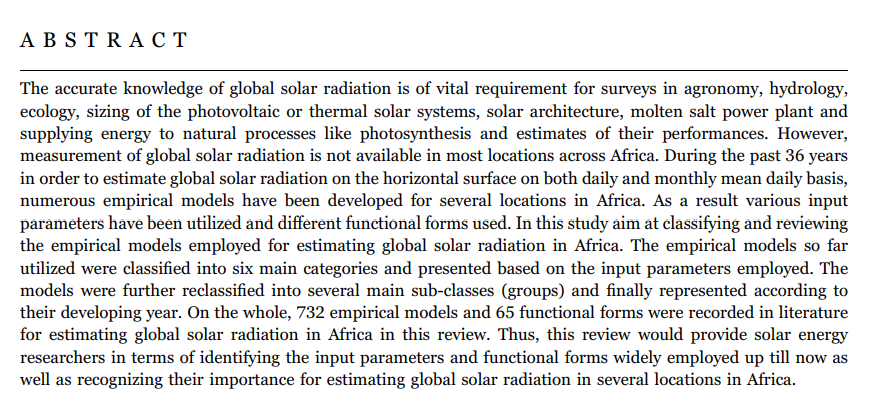 A B S T R A C T
The accurate knowledge of global solar radiation is of vital requirement for surveys in agronomy, hydrology,
ecology, sizing of the photovoltaic or thermal solar systems, solar architecture, molten salt power plant and
supplying energy to natural processes like photosynthesis and estimates of their performances. However,
measurement of global solar radiation is not available in most locations across Africa. During the past 36 years
in order to estimate global solar radiation on the horizontal surface on both daily and monthly mean daily basis,
numerous empirical models have been developed for several locations in Africa. As a result various input
parameters have been utilized and different functional forms used. In this study aim at classifying and reviewing
the empirical models employed for estimating global solar radiation in Africa. The empirical models so far
utilized were classified into six main categories and presented based on the input parameters employed. The
models were further reclassified into several main sub-classes (groups) and finally represented according to
their developing year. On the whole, 732 empirical models and 65 functional forms were recorded in literature
for estimating global solar radiation in Africa in this review. Thus, this review would provide solar energy
researchers in terms of identifying the input parameters and functional forms widely employed up till now as
well as recognizing their importance for estimating global solar radiation in several locations in Africa.